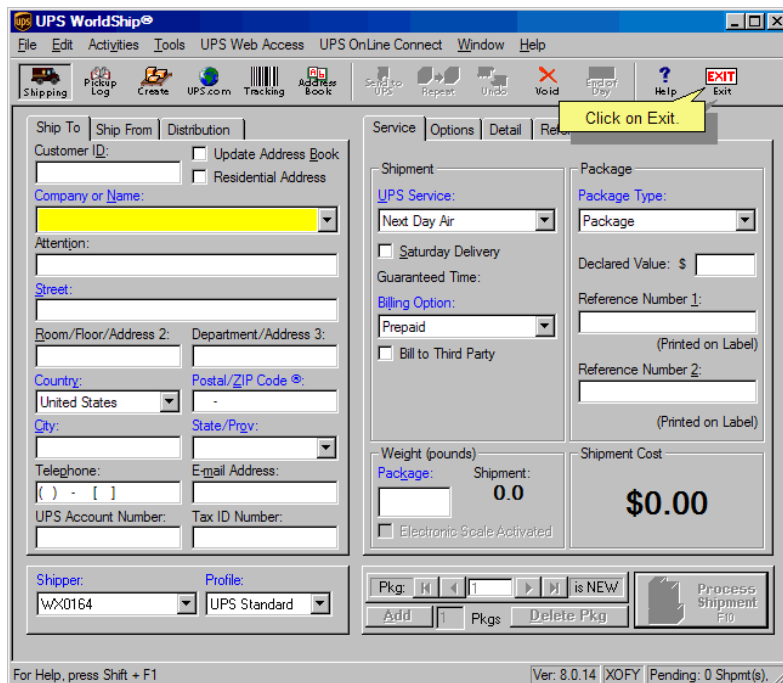 ups UPS WorldShip®
File Edit Activities Tools UPS Web Access UPS OnLine Connect Window Help
Shipping Pickup Log Create UPS.com Tracking Address Book Send to UPS Repeat Undo Void End of Day ? Help EXIT Exit
Click on Exit.
Ship To Ship From Distribution
Customer ID:
Update Address Book
Residential Address
Company or Name:
Attention:
Street:
Room/Floor/Address 2: Department/Address 3:
Country: Postal/ZIP Code ®:
United States -
City: State/Prov:
Telephone: E-mail Address:
( ) - [ ]
UPS Account Number: Tax ID Number:
Shipper: Profile:
WX0164 UPS Standard
Service Options Detail
Shipment
UPS Service:
Next Day Air
Saturday Delivery
Guaranteed Time:
Billing Option:
Prepaid
Bill to Third Party
Package
Package Type:
Package
Declared Value: $
Reference Number 1:
(Printed on Label)
Reference Number 2:
(Printed on Label)
Weight (pounds)
Package: Shipment:
0.0
Electronic Scale Activated
Shipment Cost
$0.00
Pkg: 1 is NEW
Add 1 Pkgs Delete Pkg
Process
Shipment
F10
For Help, press Shift + F1 Ver: 8.0.14 XOFY Pending: 0 Shpmt(s),